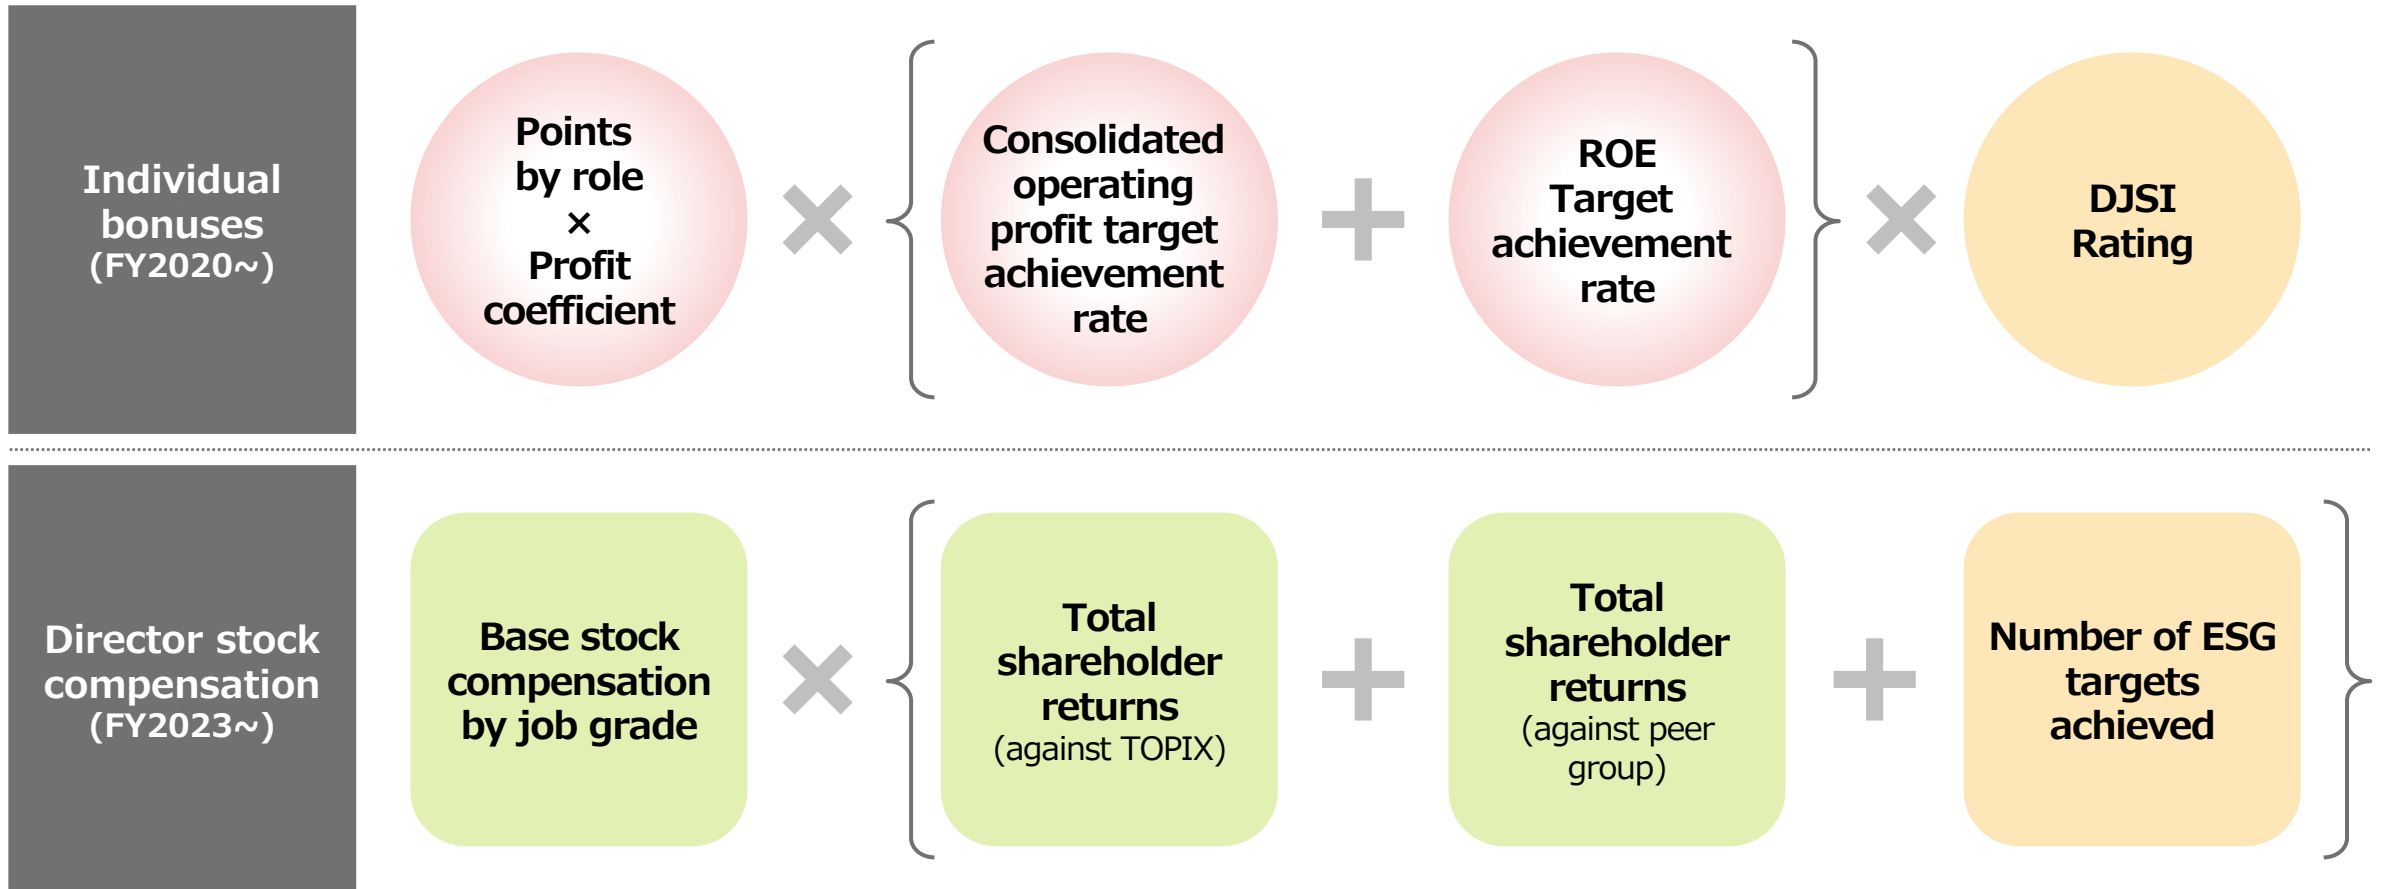 Individual
bonuses
(FY2020~)
Points
by role
×
Profit
coefficient
×
Consolidated
operating
profit target
achievement
rate
+
ROE
Target
achievement
rate
×
DJSI
Rating
Director stock
compensation
(FY2023~)
Base stock
compensation
by job grade
×
Total
shareholder
returns
(against TOPIX)
+
Total
shareholder
returns
(against peer
group)
+
Number of ESG
targets
achieved